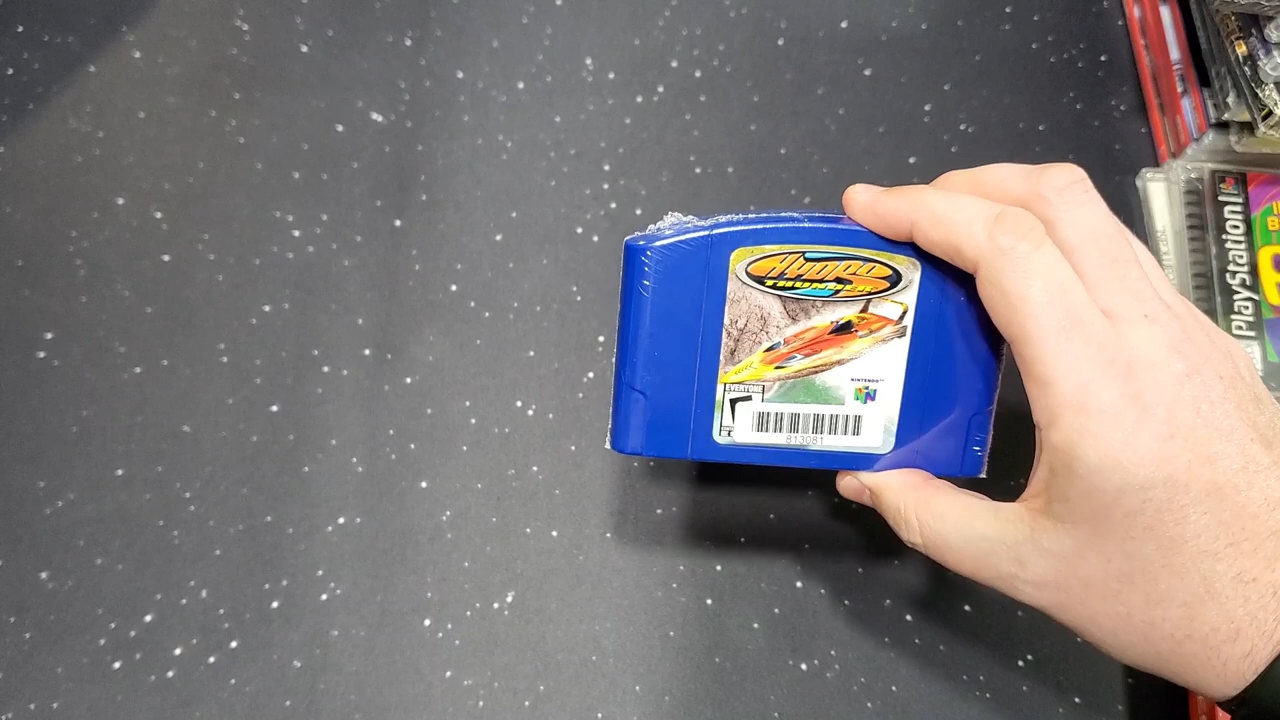 HYDRO
THUNDER
EVERYONE
NINTENDO
813081
PlayStation